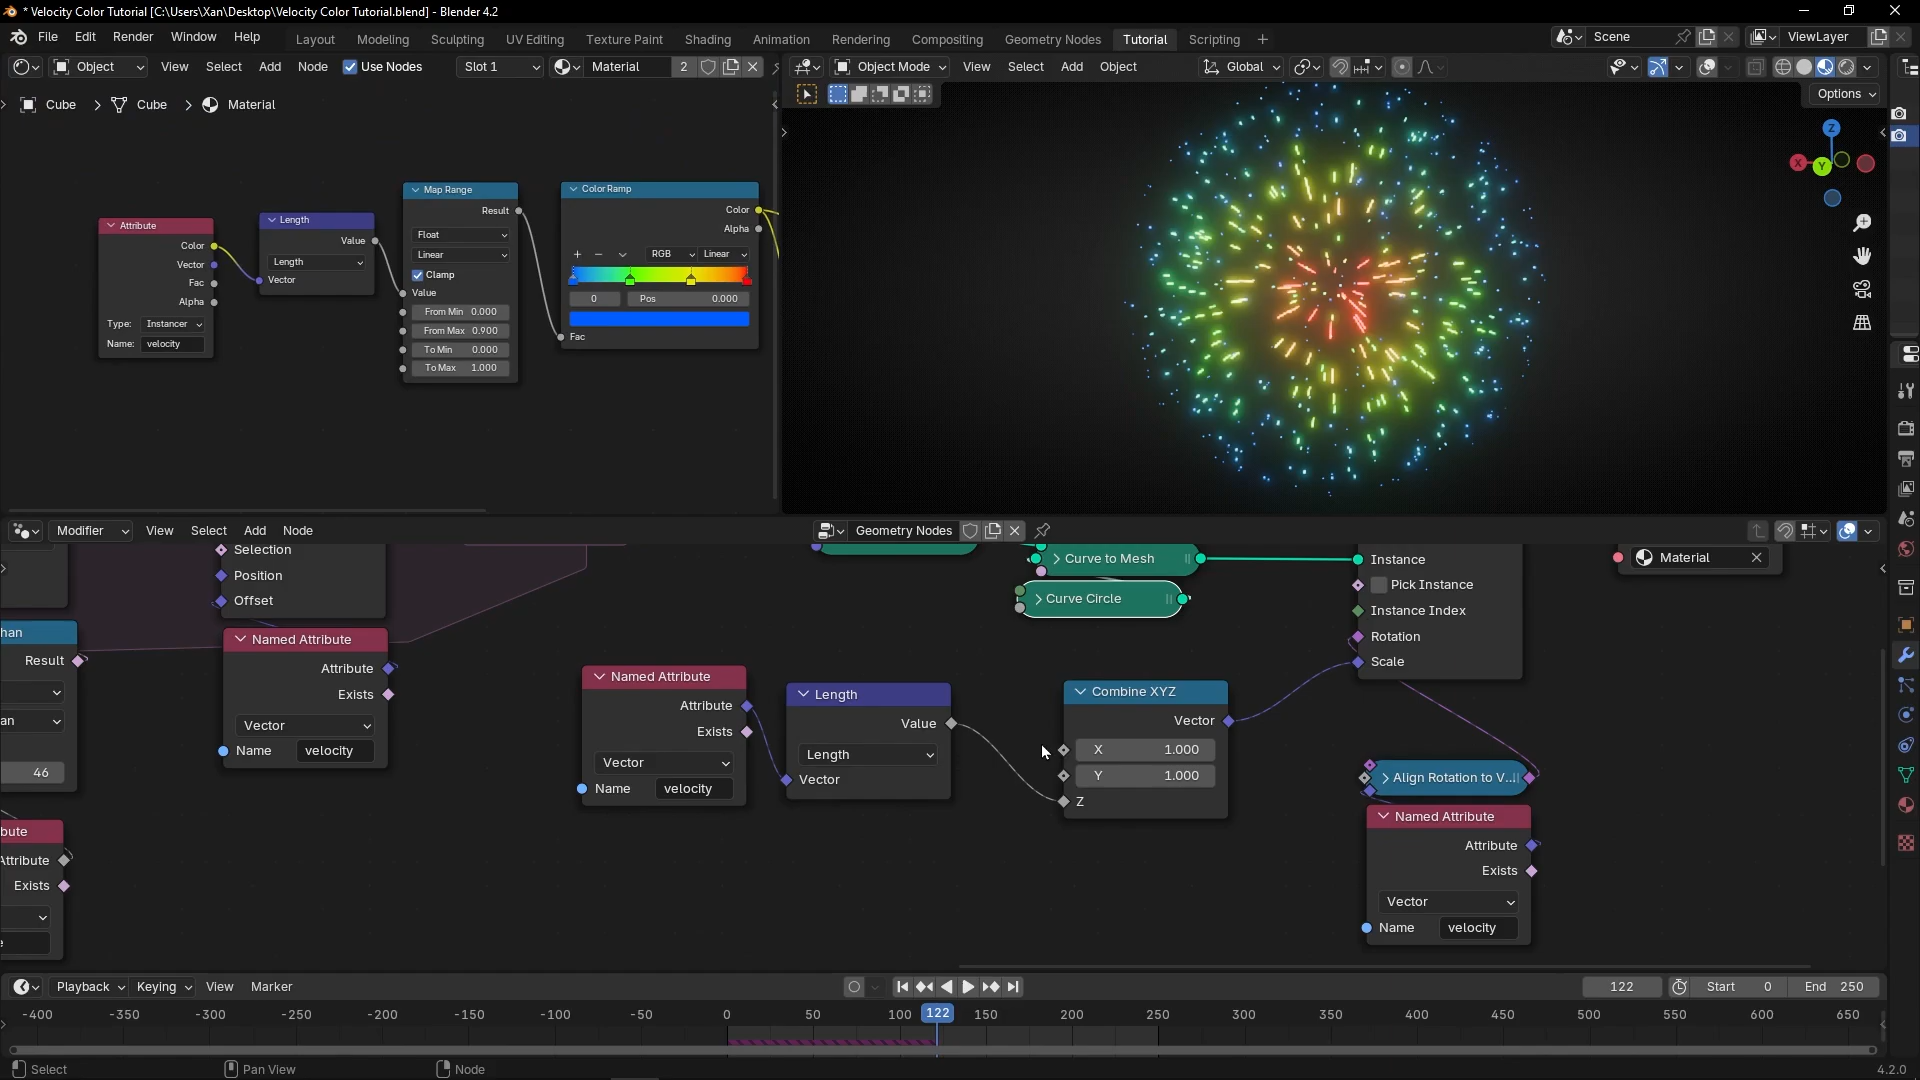 * Velocity Color Tutorial [C:\Users\Xan\Desktop\Velocity Color Tutorial.blend] - Blender 4.2
File Edit Render Window Help Layout Modeling Sculpting UV Editing Texture Paint Shading Animation Rendering Compositing Geometry Nodes Tutorial Scripting + Scene ViewLayer
Object View Select Add Node Use Nodes Slot 1 Material 2
Object Mode View Select Add Object Global
Options
Cube > Cube > Material
Attribute
Color
Vector
Fac
Alpha
Type: Instancer
Name: velocity
Length
Value
Length
Vector
Map Range
Result
Float
Linear
Clamp
Value
From Min 0.000
From Max 0.900
To Min 0.000
To Max 1.000
Color Ramp
Color
Alpha
+ − RGB Linear
0 Pos 0.000
Fac
Z
X
Y
Modifier View Select Add Node Geometry Nodes
Selection
Position
Offset
han
Result
an
46
bute
Attribute
Exists
e
Named Attribute
Attribute
Exists
Vector
Name velocity
Named Attribute
Attribute
Exists
Vector
Name velocity
Length
Value
Length
Vector
Curve to Mesh
Curve Circle
Combine XYZ
Vector
X 1.000
Y 1.000
Z
Instance
Pick Instance
Instance Index
Rotation
Scale
Material
Align Rotation to V...
Named Attribute
Attribute
Exists
Vector
Name velocity
Playback Keying View Marker 122 Start 0 End 250
-400 -350 -300 -250 -200 -150 -100 -50 0 50 100 122 150 200 250 300 350 400 450 500 550 600 650
Select Pan View Node 4.2.0